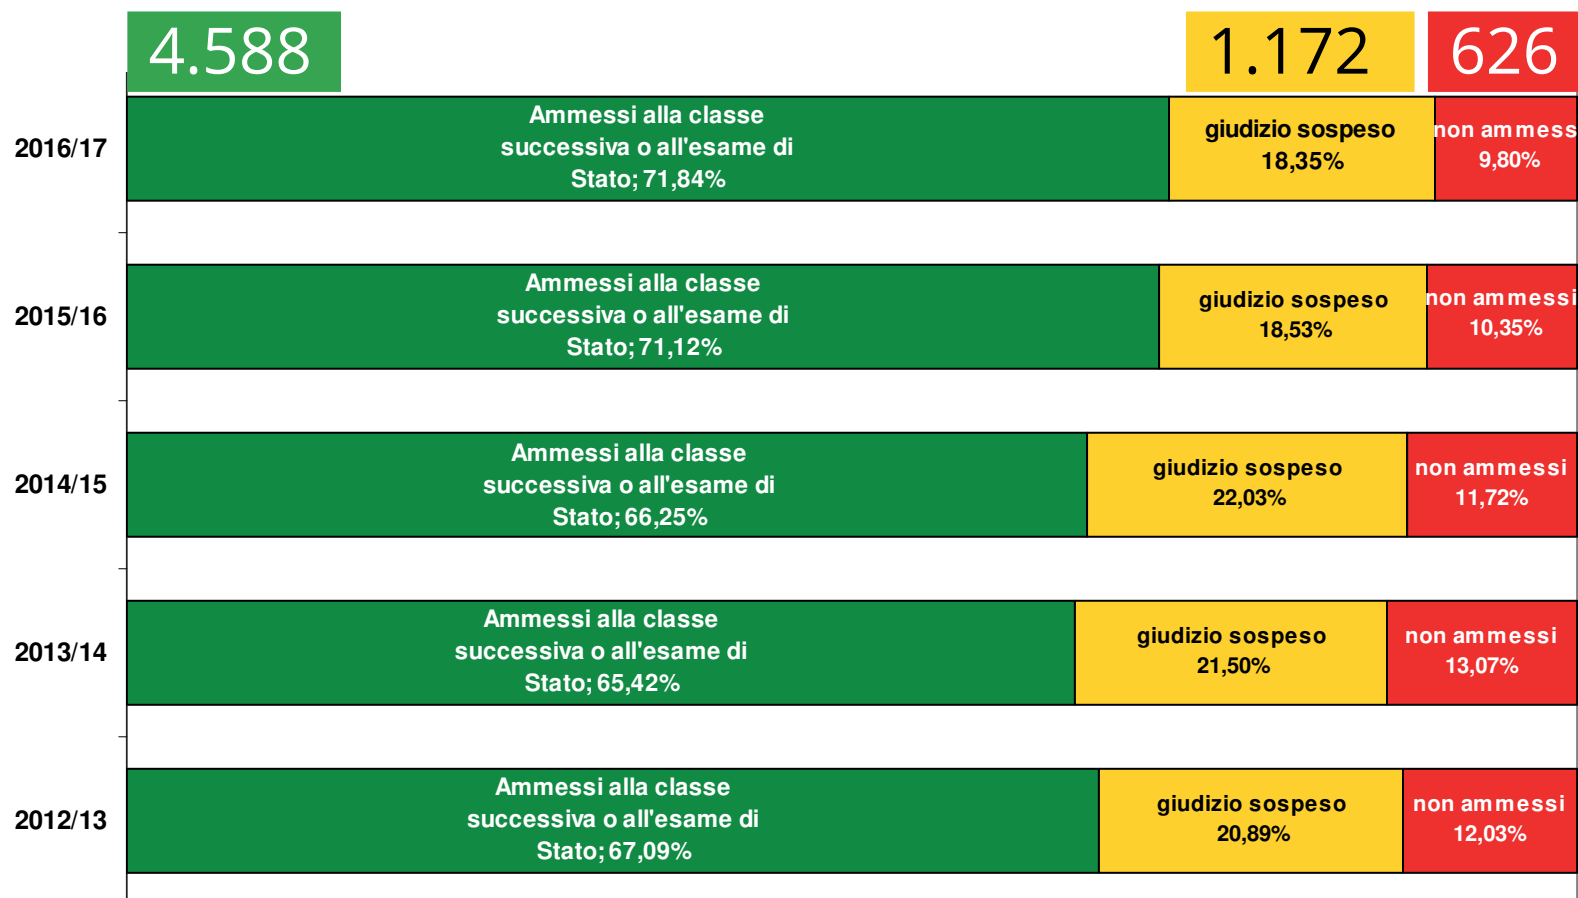 4.588
1.172
626
2016/17
Ammessi alla classe
successiva o all'esame di
Stato; 71,84%
giudizio sospeso
18,35%
non ammess
9,80%
2015/16
Ammessi alla classe
successiva o all'esame di
Stato; 71,12%
giudizio sospeso
18,53%
non ammessi
10,35%
2014/15
Ammessi alla classe
successiva o all'esame di
Stato; 66,25%
giudizio sospeso
22,03%
non ammessi
11,72%
2013/14
Ammessi alla classe
successiva o all'esame di
Stato; 65,42%
giudizio sospeso
21,50%
non ammessi
13,07%
2012/13
Ammessi alla classe
successiva o all'esame di
Stato; 67,09%
giudizio sospeso
20,89%
non ammessi
12,03%